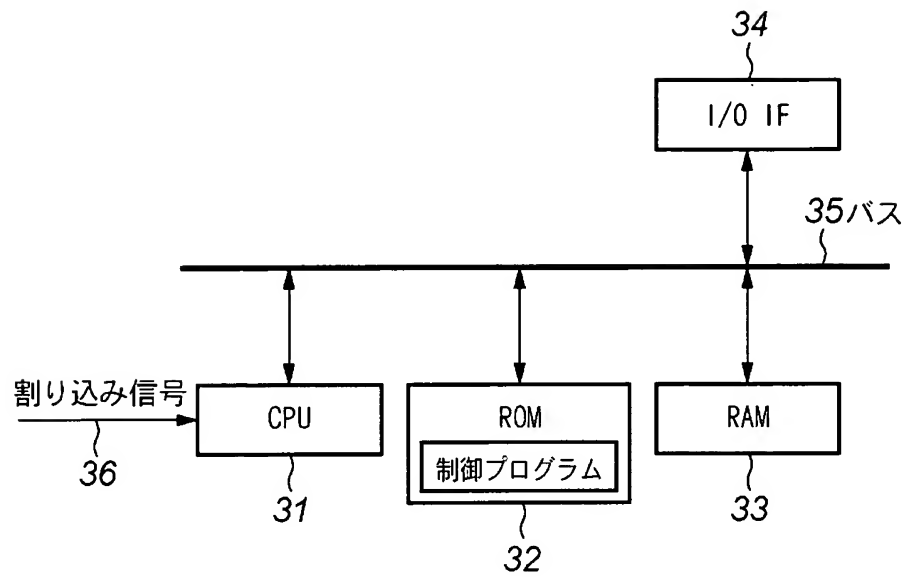 34
I/O IF
35バス
割り込み信号
36
CPU
31
ROM
制御プログラム
32
RAM
33